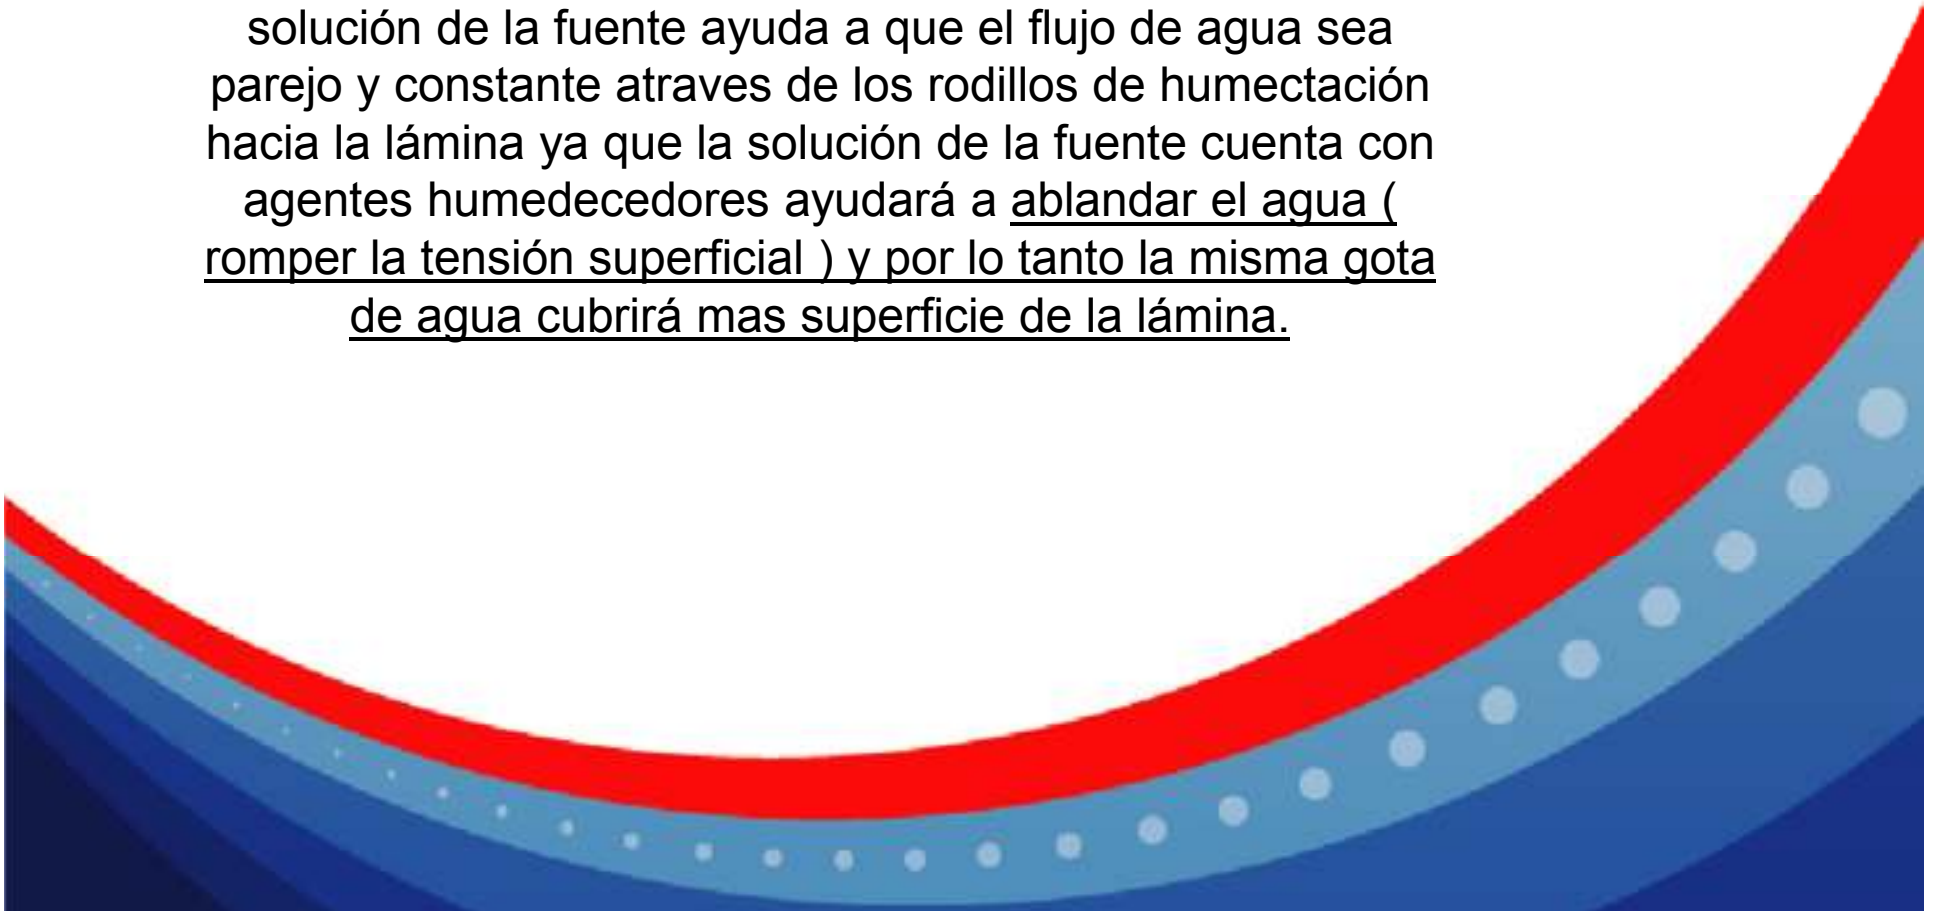 solución de la fuente ayuda a que el flujo de agua sea
parejo y constante atraves de los rodillos de humectación
hacia la lámina ya que la solución de la fuente cuenta con
agentes humedecedores ayudará a ablandar el agua (
romper la tensión superficial ) y por lo tanto la misma gota
de agua cubrirá mas superficie de la lámina.